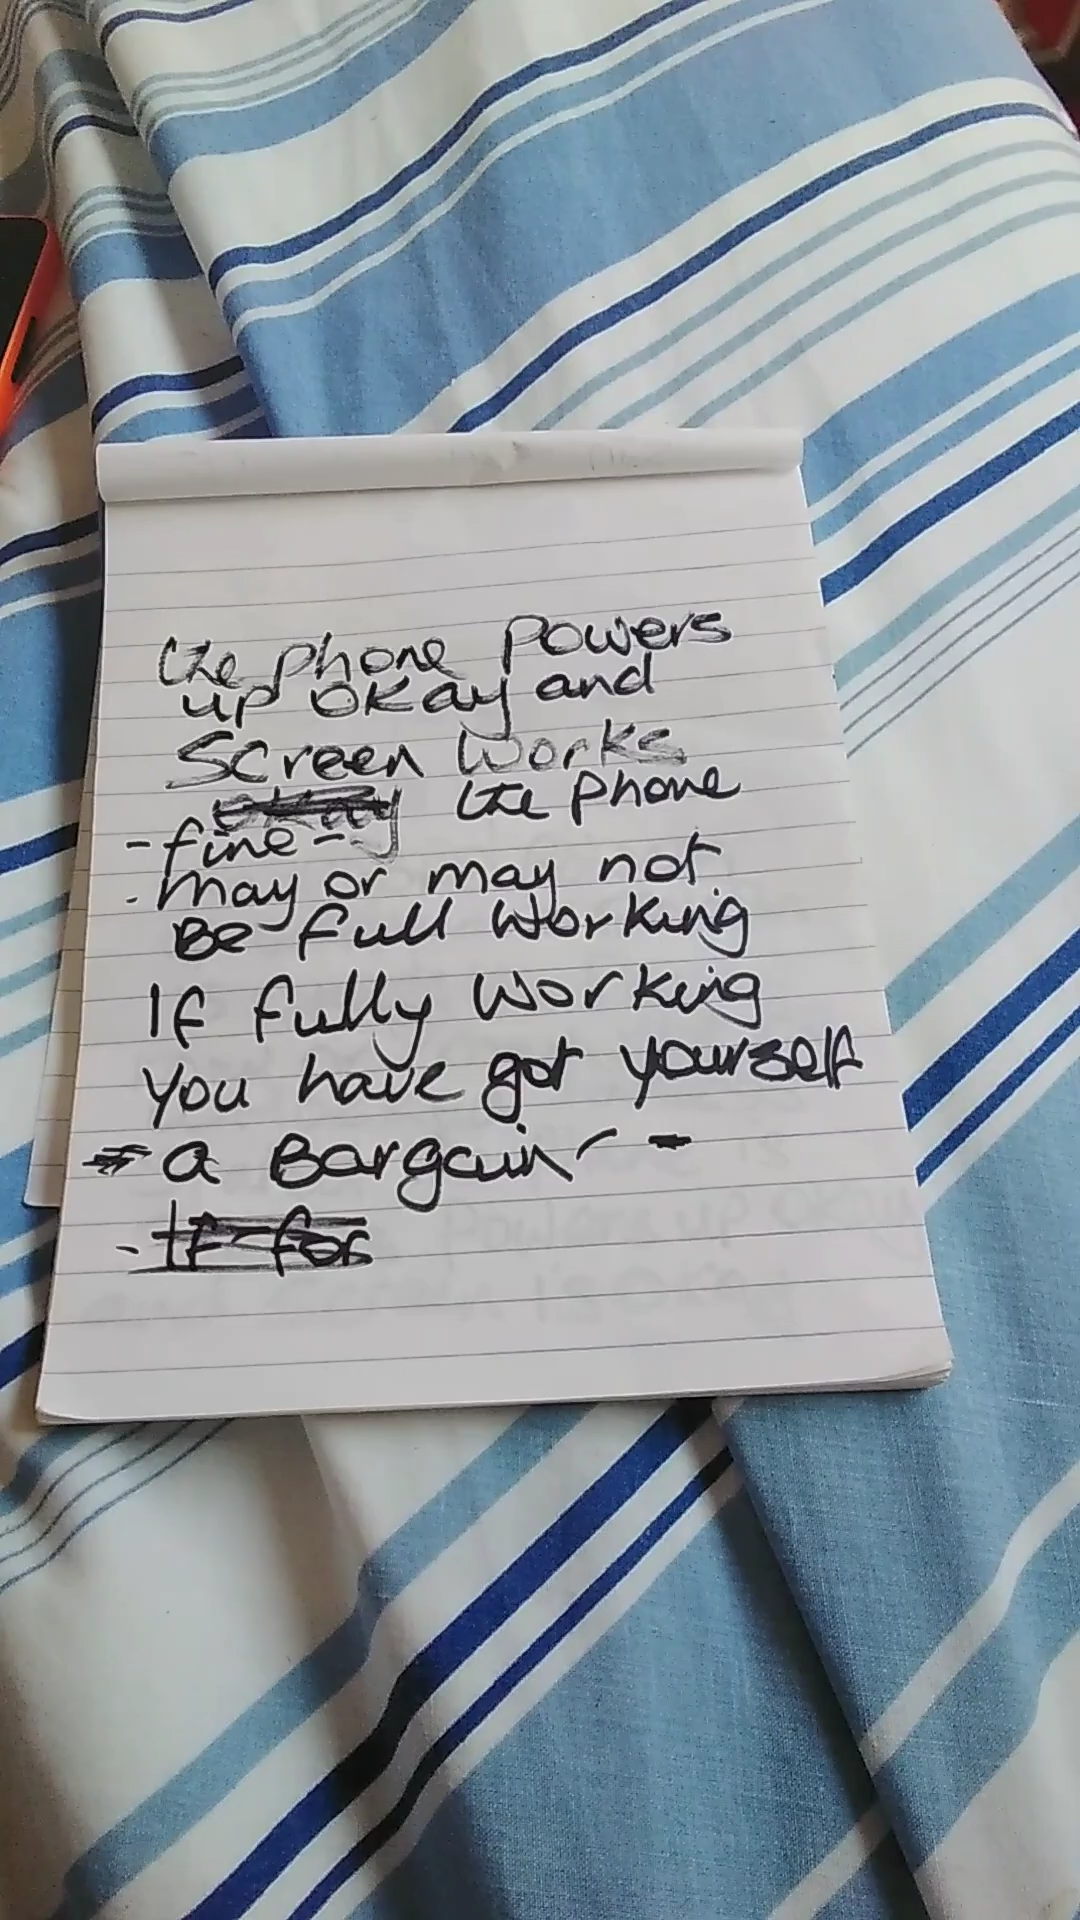 the phone Powers
up okay and
Screen works
okay the phone
-fine-
. may or may not
Be full working
If fully working
you have got yourself
a Bargain -
- If for